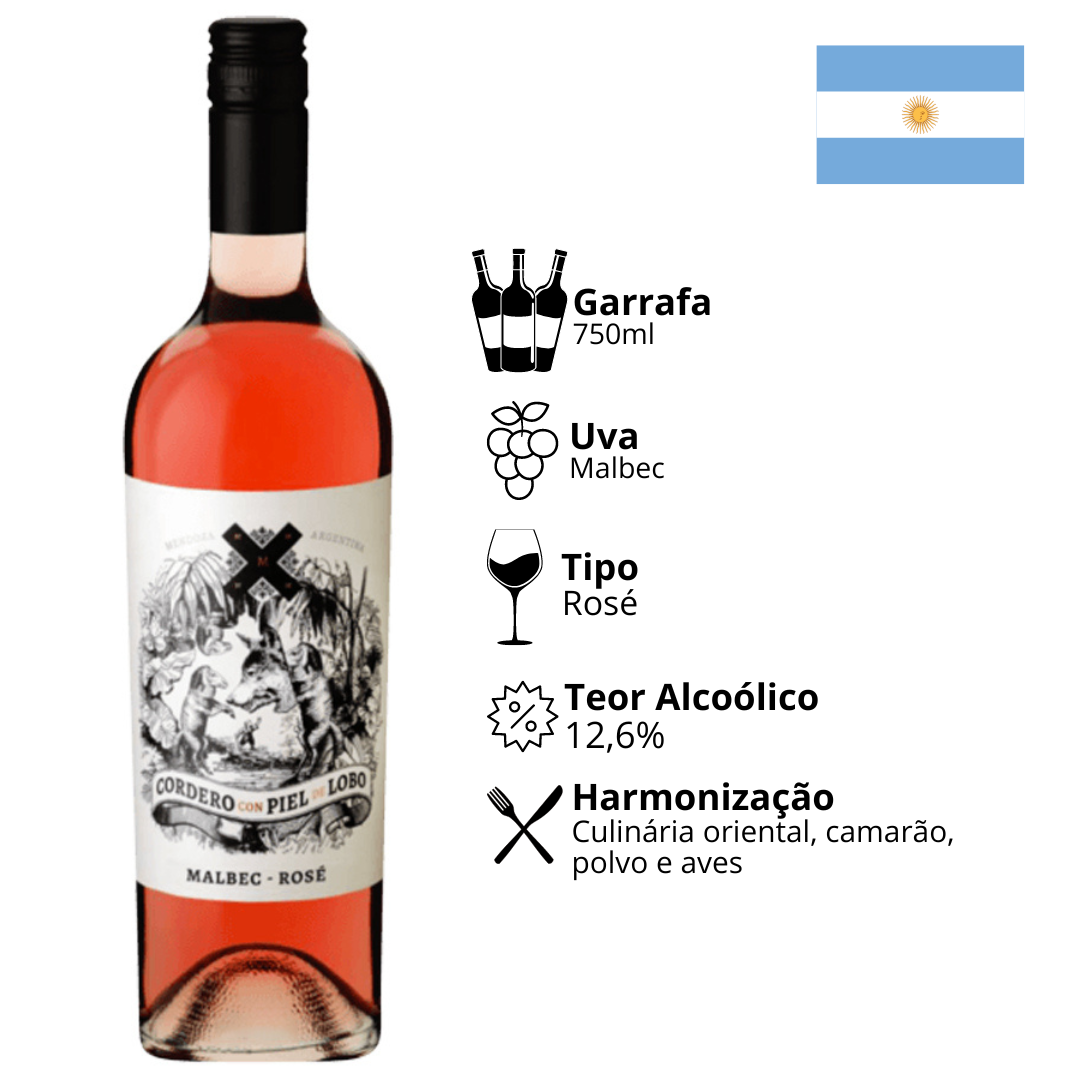 Garrafa
750ml
Uva
Malbec
Tipo
Rosé
Teor Alcoólico
12,6%
Harmonização
Culinária oriental, camarão,
polvo e aves
MENDOZA ARGENTINA
M
CORDERO CON PIEL DE LOBO
MALBEC - ROSÉ